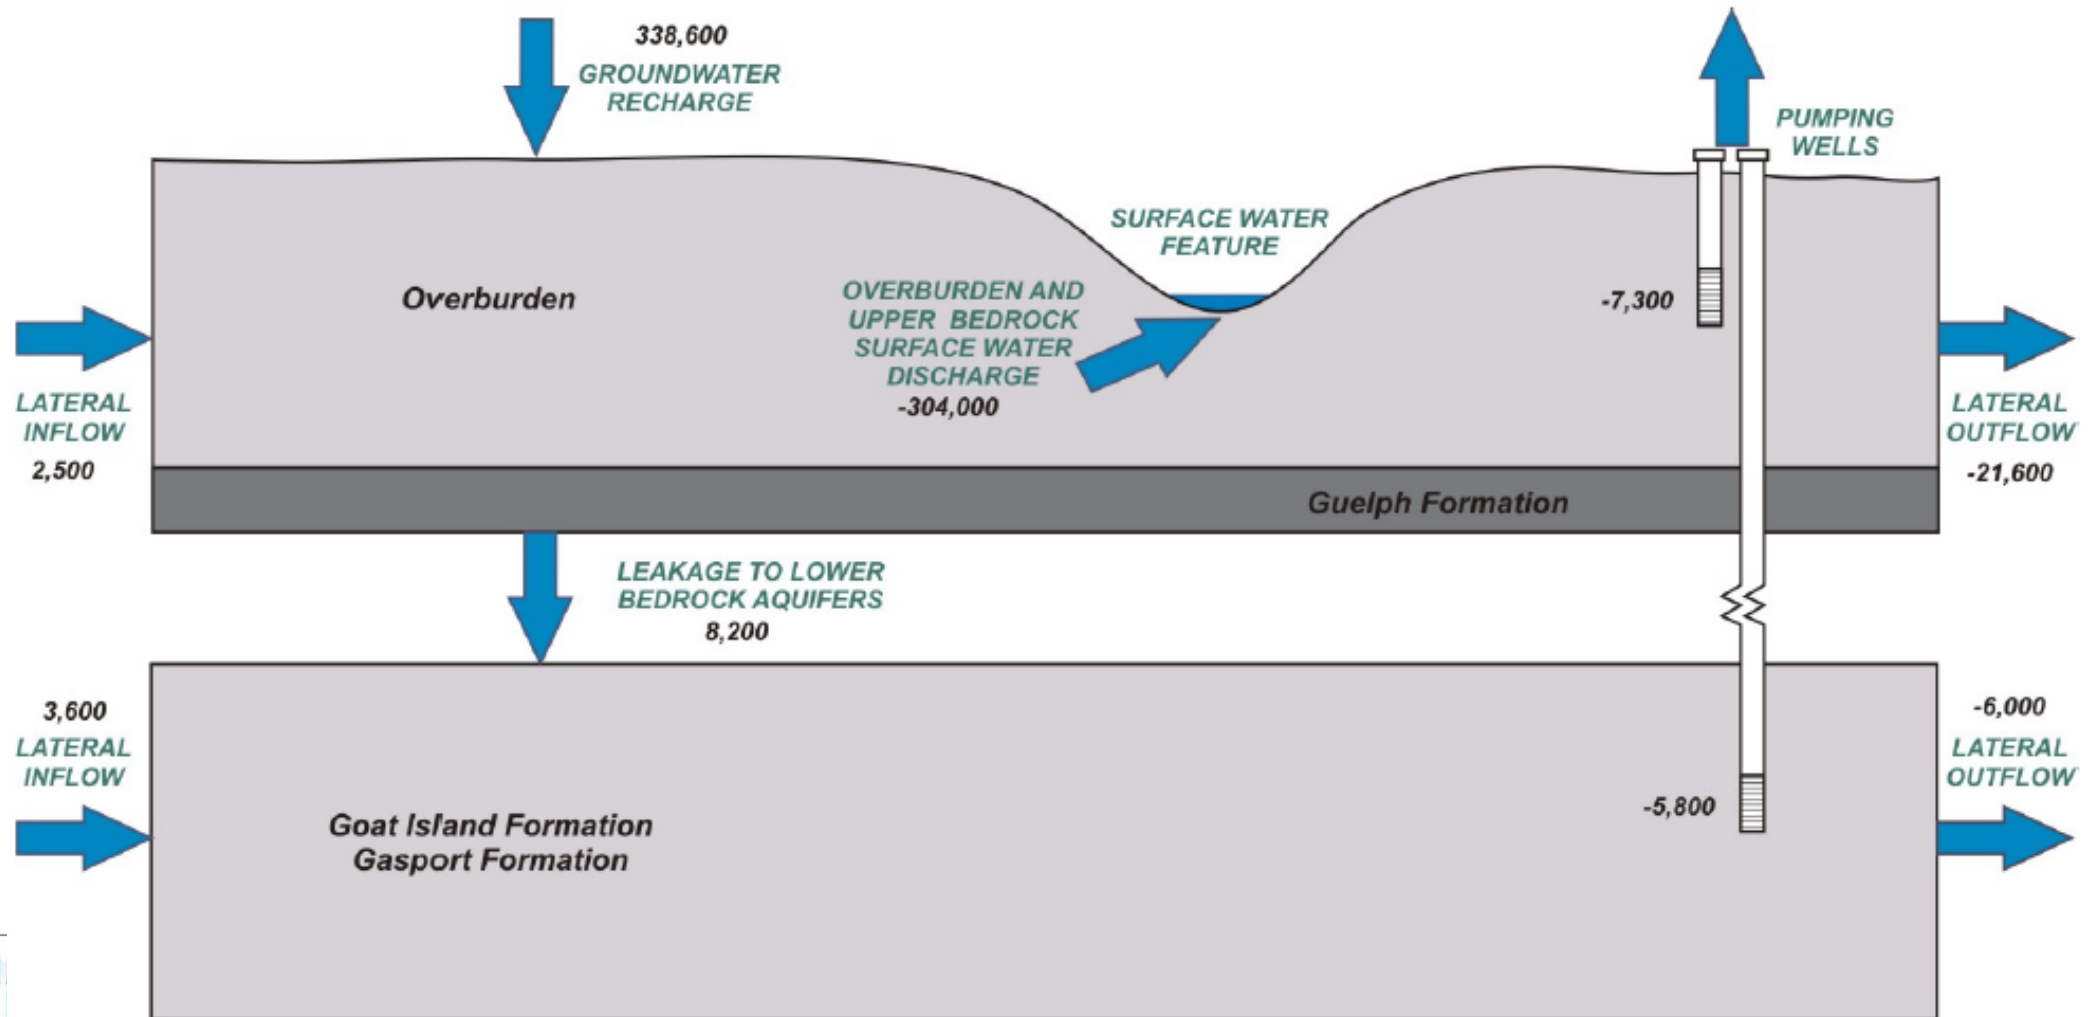 338,600
GROUNDWATER
RECHARGE
PUMPING
WELLS
SURFACE WATER
FEATURE
Overburden
OVERBURDEN AND
UPPER BEDROCK
SURFACE WATER
DISCHARGE
-304,000
-7,300
LATERAL
INFLOW
2,500
LATERAL
OUTFLOW
-21,600
Guelph Formation
LEAKAGE TO LOWER
BEDROCK AQUIFERS
8,200
3,600
LATERAL
INFLOW
-6,000
LATERAL
OUTFLOW
-5,800
Goat Island Formation
Gasport Formation